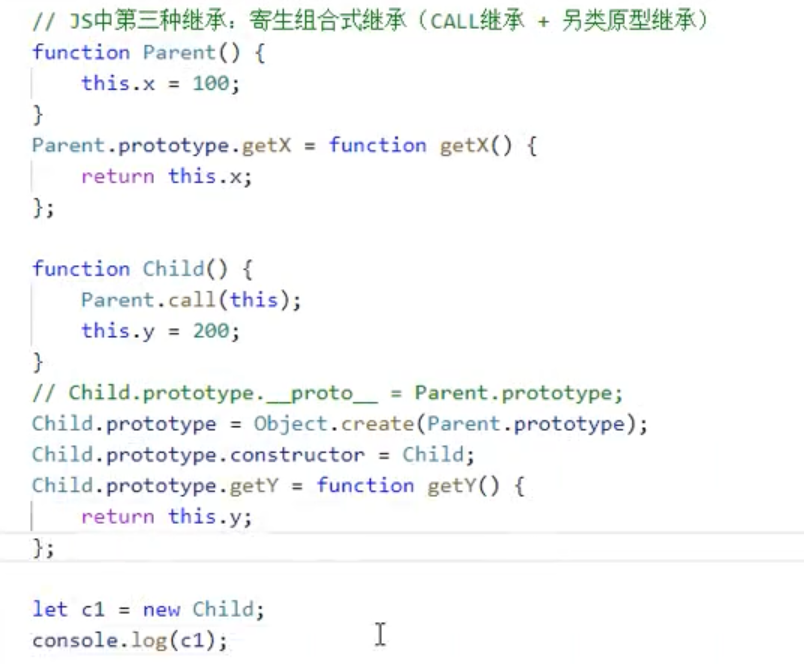 // JS中第三种继承：寄生组合式继承（CALL继承 + 另类原型继承）
function Parent() {
    this.x = 100;
}
Parent.prototype.getX = function getX() {
    return this.x;
};
function Child() {
    Parent.call(this);
    this.y = 200;
}
// Child.prototype.__proto__ = Parent.prototype;
Child.prototype = Object.create(Parent.prototype);
Child.prototype.constructor = Child;
Child.prototype.getY = function getY() {
    return this.y;
};
let c1 = new Child;
console.log(c1);